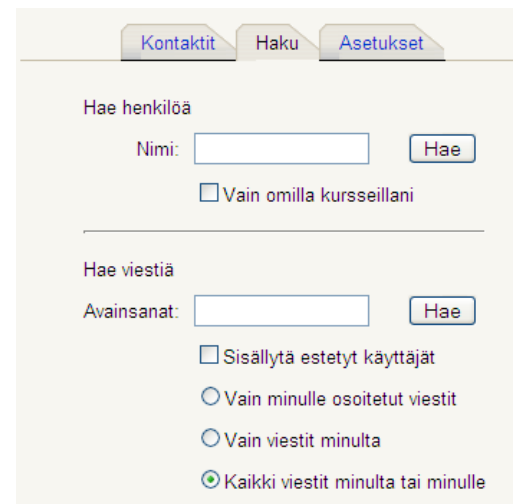 Kontaktit Haku Asetukset
Hae henkilöä
Nimi: Hae
Vain omilla kursseillani
Hae viestiä
Avainsanat: Hae
Sisällytä estetyt käyttäjät
Vain minulle osoitetut viestit
Vain viestit minulta
Kaikki viestit minulta tai minulle